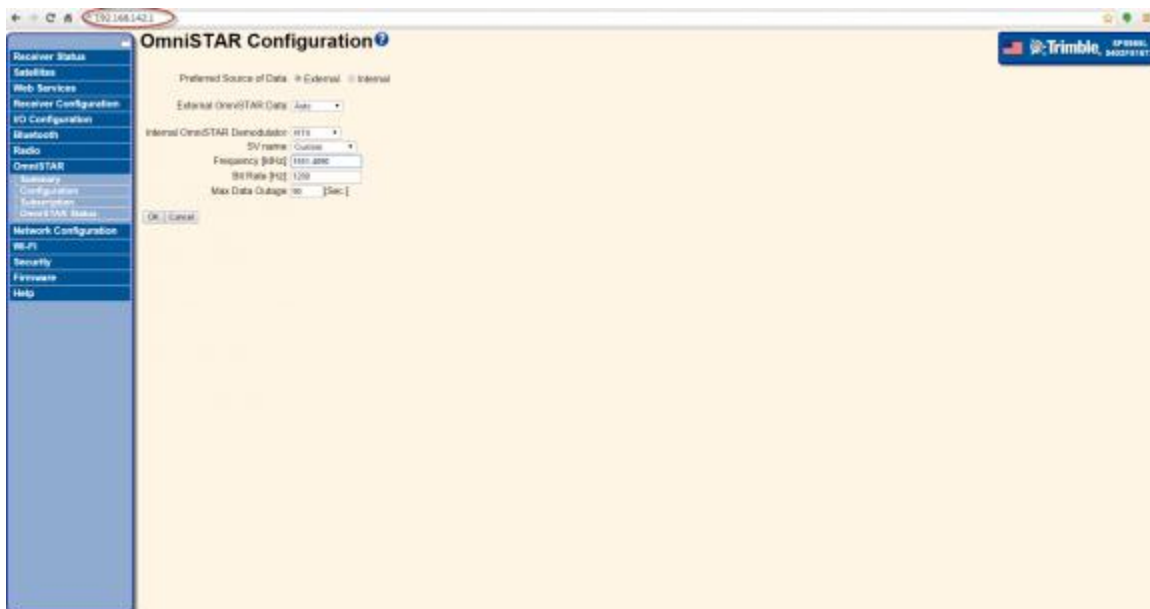 192.168.142.1
OmniSTAR Configuration
Trimble.
Receiver Status
Satellites
Web Services
Receiver Configuration
I/O Configuration
Bluetooth
Radio
OmniSTAR
Summary
Configuration
Subscription
OmniSTAR Status
Network Configuration
Wi-Fi
Security
Firmware
Help
Preferred Source of Data External Internal
External OmniSTAR Data Auto
Internal OmniSTAR Demodulator RTX
SV name Custom
Frequency [MHz]
Bit Rate [Hz] 1200
Max Data Outage [Sec.]
OK Cancel